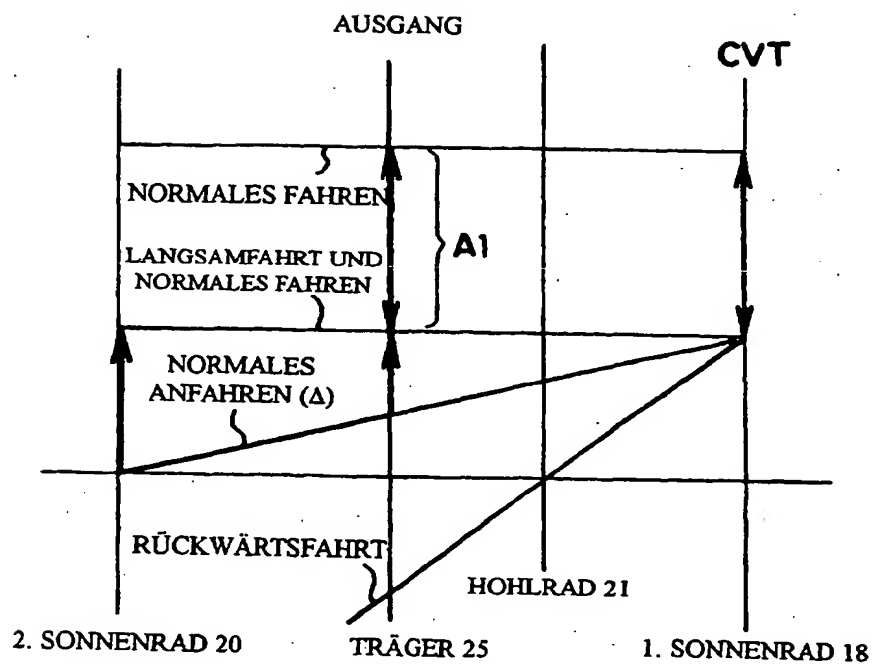 AUSGANG
CVT
NORMALES FAHREN
A1
LANGSAMFAHRT UND
NORMALES FAHREN
NORMALES
ANFAHREN (Δ)
RÜCKWÄRTSFAHRT
HOHLRAD 21
2. SONNENRAD 20
TRÄGER 25
1. SONNENRAD 18